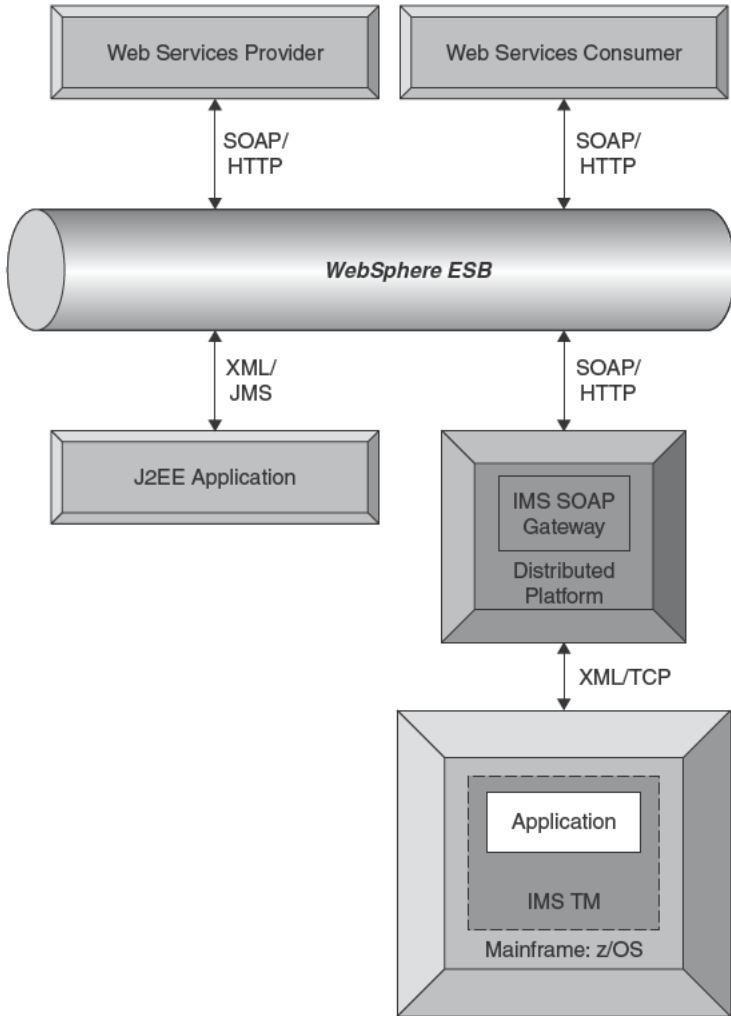 Web Services Provider
Web Services Consumer
SOAP/
HTTP
SOAP/
HTTP
WebSphere ESB
XML/
JMS
SOAP/
HTTP
J2EE Application
IMS SOAP
Gateway
Distributed
Platform
XML/TCP
Application
IMS TM
Mainframe: z/OS